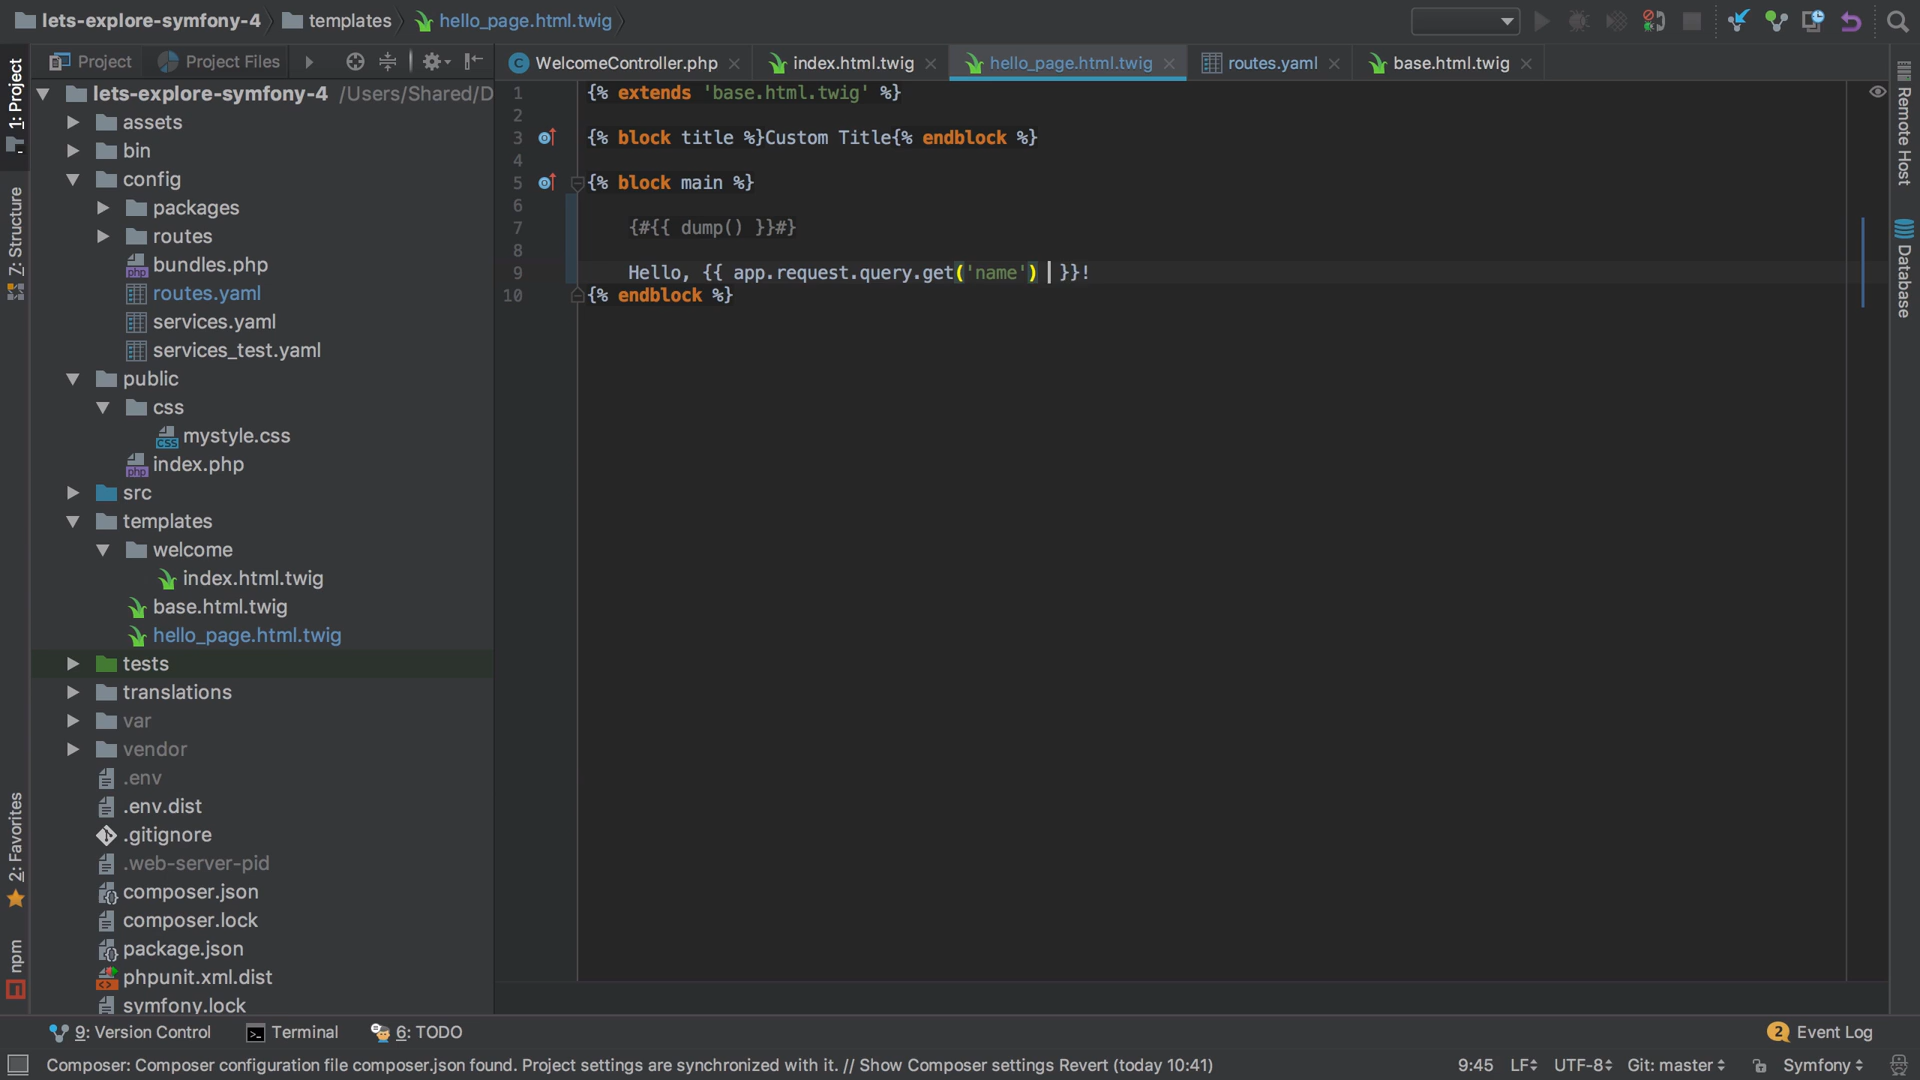 lets-explore-symfony-4 templates hello_page.html.twig
Project Project Files
WelcomeController.php index.html.twig hello_page.html.twig routes.yaml base.html.twig
1: Project
7: Structure
2: Favorites
npm
lets-explore-symfony-4 /Users/Shared/D
assets
bin
config
packages
routes
bundles.php
routes.yaml
services.yaml
services_test.yaml
public
css
mystyle.css
index.php
src
templates
welcome
index.html.twig
base.html.twig
hello_page.html.twig
tests
translations
var
vendor
.env
.env.dist
.gitignore
.web-server-pid
composer.json
composer.lock
package.json
phpunit.xml.dist
symfony.lock
1 {% extends 'base.html.twig' %}
2
3 {% block title %}Custom Title{% endblock %}
4
5 {% block main %}
6
7 {#{{ dump() }}#}
8
9 Hello, {{ app.request.query.get('name') }}!
10 {% endblock %}
Remote Host
Database
9: Version Control Terminal 6: TODO 2 Event Log
Composer: Composer configuration file composer.json found. Project settings are synchronized with it. // Show Composer settings Revert (today 10:41) 9:45 LF UTF-8 Git: master Symfony